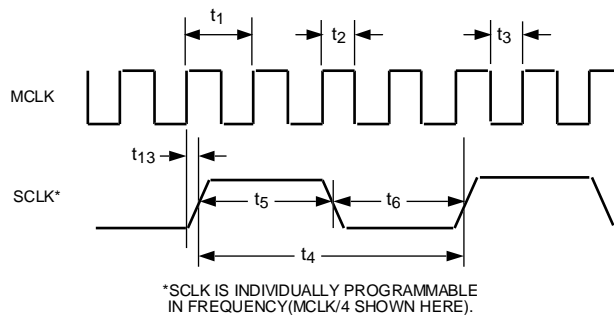 t1 t2 t3
MCLK
t13
SCLK*
t5 t6
t4
*SCLK IS INDIVIDUALLY PROGRAMMABLE
IN FREQUENCY(MCLK/4 SHOWN HERE).